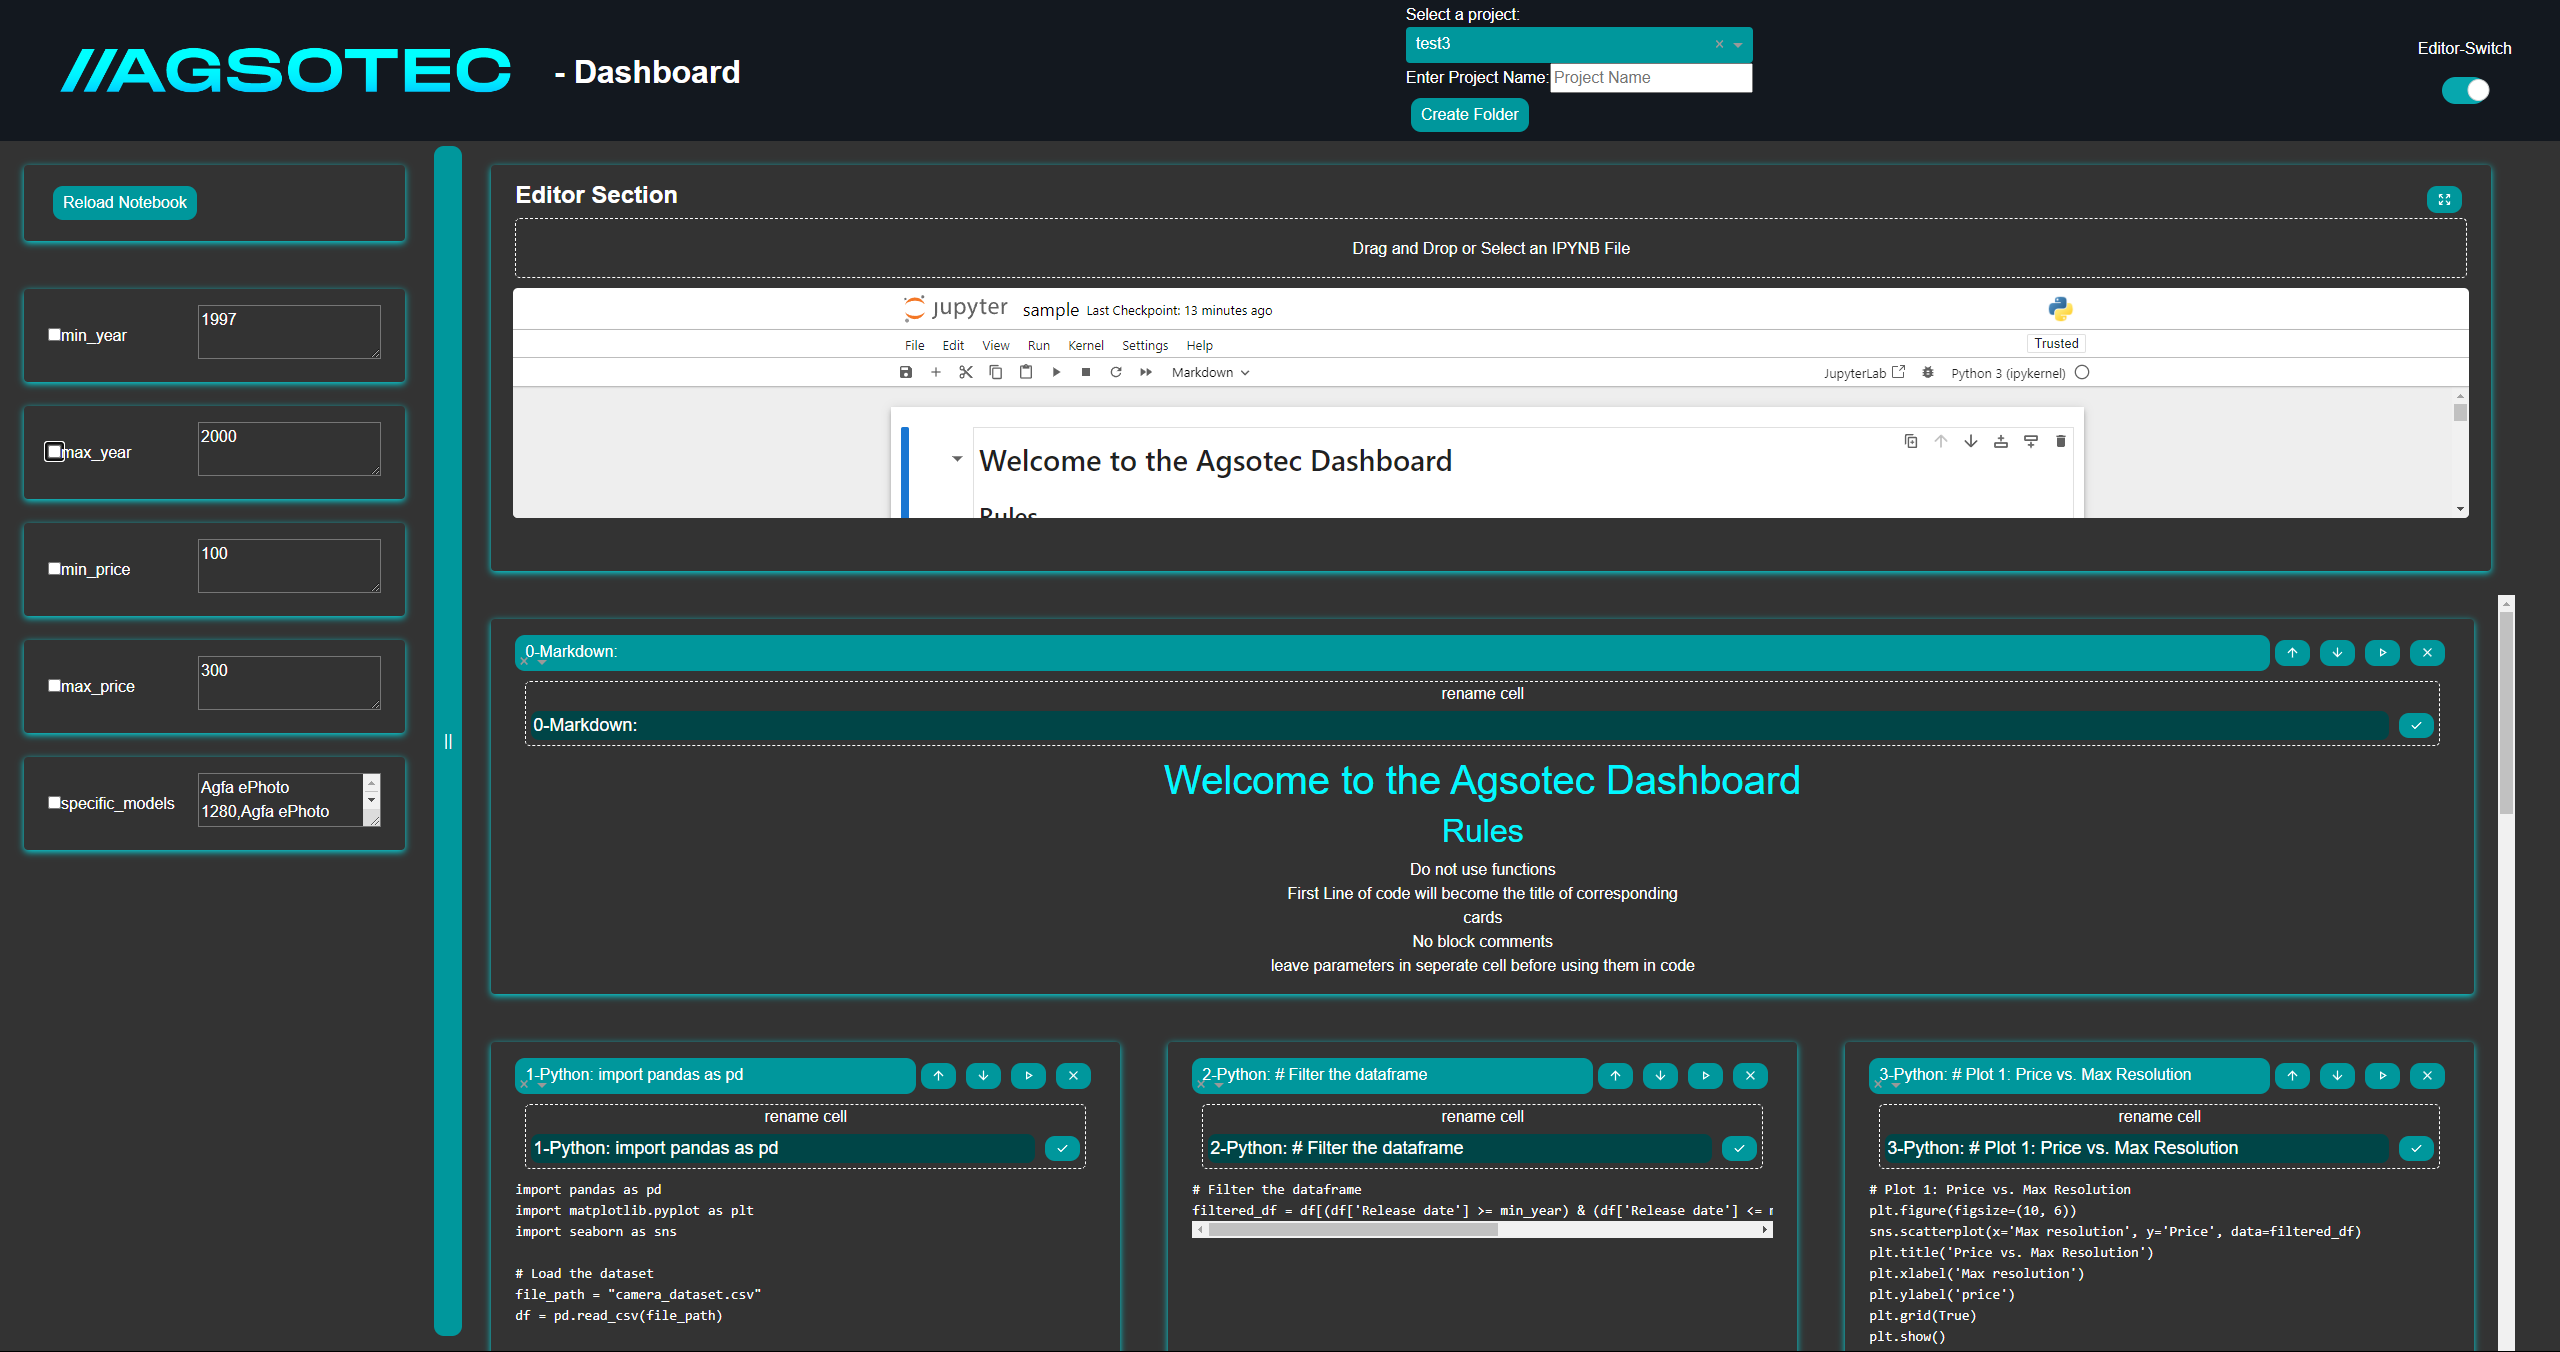 //AGSOTEC - Dashboard
Select a project:
test3
Enter Project Name: Project Name
Create Folder
Editor-Switch
Reload Notebook
min_year 1997
max_year 2000
min_price 100
max_price 300
specific_models Agfa ePhoto
1280,Agfa ePhoto
||
Editor Section
Drag and Drop or Select an IPYNB File
jupyter sample Last Checkpoint: 13 minutes ago
File Edit View Run Kernel Settings Help
Trusted
Markdown
JupyterLab Python 3 (ipykernel)
Welcome to the Agsotec Dashboard
Rules
0-Markdown:
rename cell
0-Markdown:
Welcome to the Agsotec Dashboard
Rules
Do not use functions
First Line of code will become the title of corresponding
cards
No block comments
leave parameters in seperate cell before using them in code
1-Python: import pandas as pd
rename cell
1-Python: import pandas as pd
import pandas as pd
import matplotlib.pyplot as plt
import seaborn as sns
# Load the dataset
file_path = "camera_dataset.csv"
df = pd.read_csv(file_path)
2-Python: # Filter the dataframe
rename cell
2-Python: # Filter the dataframe
# Filter the dataframe
filtered_df = df[(df['Release date'] >= min_year) & (df['Release date'] <=
3-Python: # Plot 1: Price vs. Max Resolution
rename cell
3-Python: # Plot 1: Price vs. Max Resolution
# Plot 1: Price vs. Max Resolution
plt.figure(figsize=(10, 6))
sns.scatterplot(x='Max resolution', y='Price', data=filtered_df)
plt.title('Price vs. Max Resolution')
plt.xlabel('Max resolution')
plt.ylabel('price')
plt.grid(True)
plt.show()